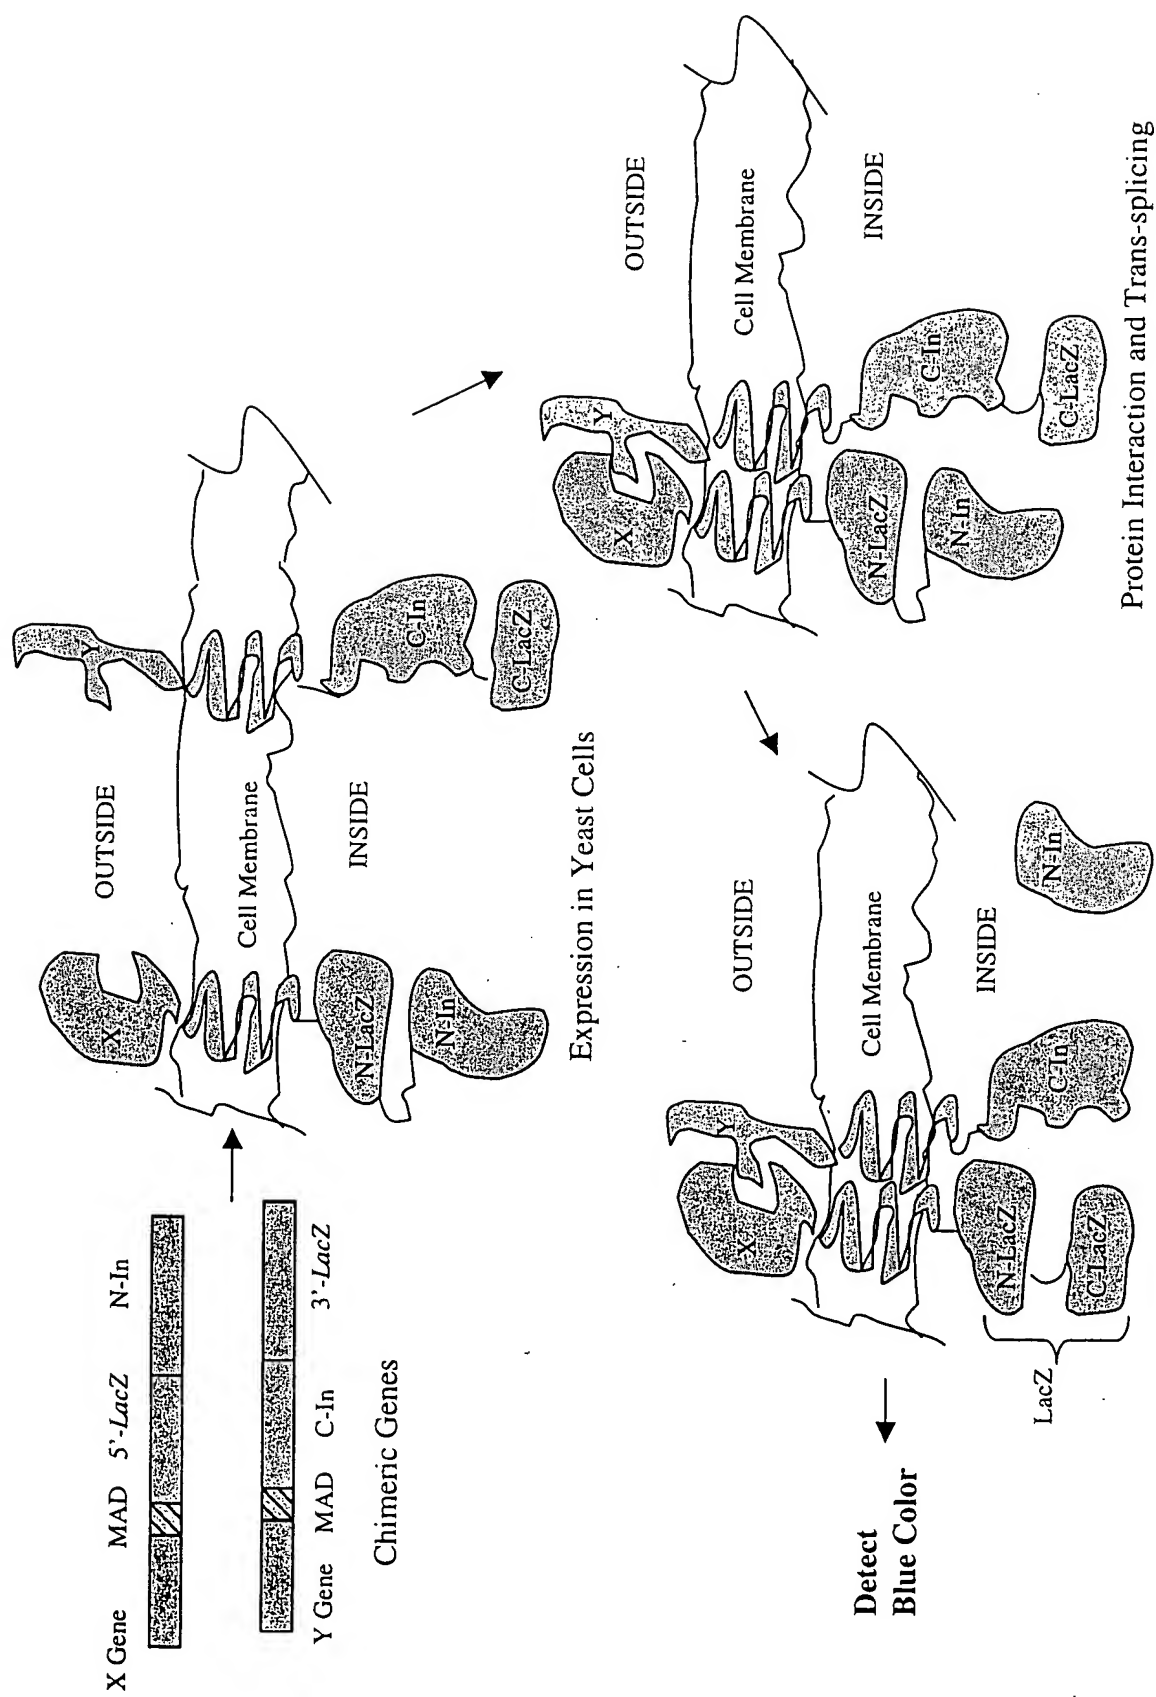 X Gene MAD 5'-LacZ N-In
Y Gene MAD C-In 3'-LacZ
Chimeric Genes
OUTSIDE
X
Y
Cell Membrane
INSIDE
N-LacZ
N-In
C-In
C-LacZ
Expression in Yeast Cells
OUTSIDE
X
Y
Cell Membrane
INSIDE
N-LacZ
N-In
C-In
C-LacZ
Protein Interaction and Trans-splicing
OUTSIDE
X
Y
Cell Membrane
INSIDE
N-LacZ
C-LacZ
C-In
N-In
LacZ
Detect
Blue Color